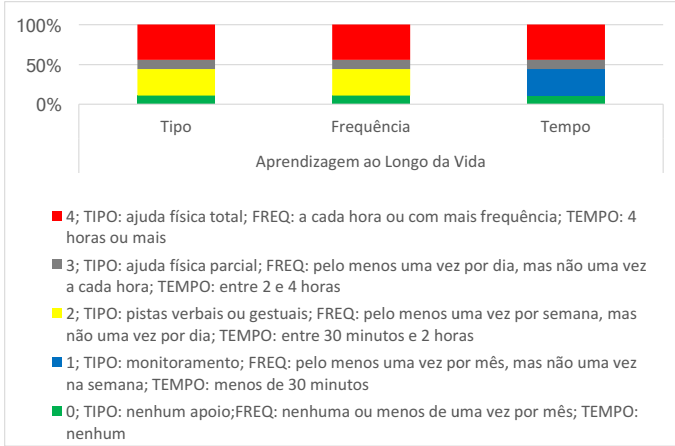 100%
50%
0%
Tipo Frequência Tempo
Aprendizagem ao Longo da Vida
4; TIPO: ajuda física total; FREQ: a cada hora ou com mais frequência; TEMPO: 4
horas ou mais
3; TIPO: ajuda física parcial; FREQ: pelo menos uma vez por dia, mas não uma vez
a cada hora; TEMPO: entre 2 e 4 horas
2; TIPO: pistas verbais ou gestuais; FREQ: pelo menos uma vez por semana, mas
não uma vez por dia; TEMPO: entre 30 minutos e 2 horas
1; TIPO: monitoramento; FREQ: pelo menos uma vez por mês, mas não uma vez
na semana; TEMPO: menos de 30 minutos
0; TIPO: nenhum apoio;FREQ: nenhuma ou menos de uma vez por mês; TEMPO:
nenhum